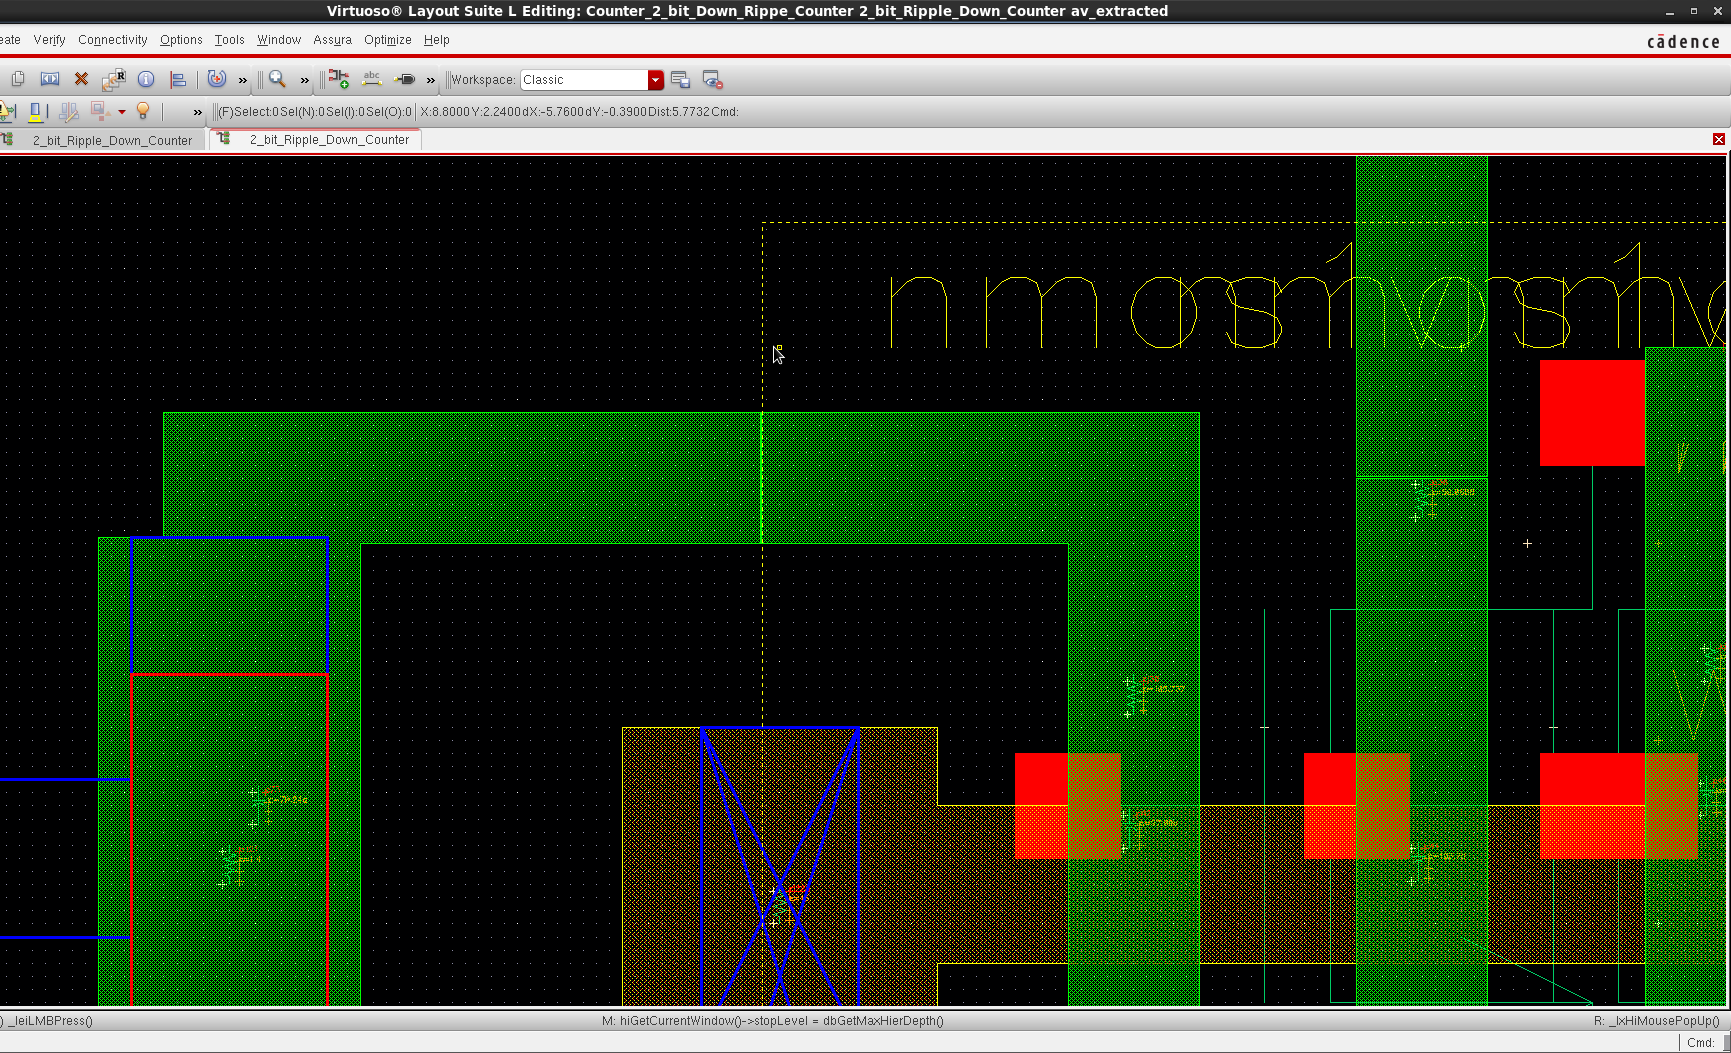 Virtuoso® Layout Suite L Editing: Counter_2_bit_Down_Rippe_Counter 2_bit_Ripple_Down_Counter av_extracted
eate Verify Connectivity Options Tools Window Assura Optimize Help
cādence
R abc Workspace: Classic
(F)Select:0 Sel(N):0 Sel(I):0 Sel(O):0 X:8.8000 Y:2.2400 dX:-5.7600 dY:-0.3900 Dist:5.7732 Cmd:
2_bit_Ripple_Down_Counter 2_bit_Ripple_Down_Counter
) _leiLMBPress() M: hiGetCurrentWindow()->stopLevel = dbGetMaxHierDepth() R: _lxHiMousePopUp()
Cmd: